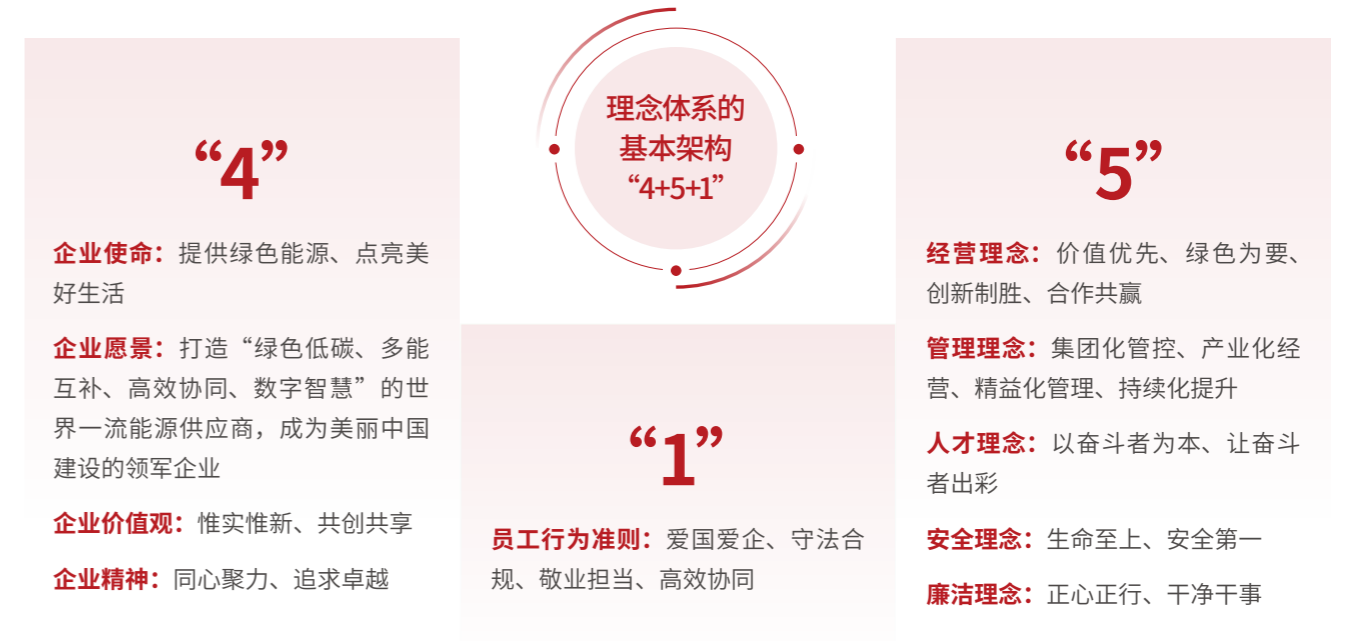 理念体系的
基本架构
“4+5+1”
“4”
企业使命：提供绿色能源、点亮美
好生活
企业愿景：打造“绿色低碳、多能
互补、高效协同、数字智慧”的世
界一流能源供应商，成为美丽中国
建设的领军企业
企业价值观：惟实惟新、共创共享
企业精神：同心聚力、追求卓越
“1”
员工行为准则：爱国爱企、守法合
规、敬业担当、高效协同
“5”
经营理念：价值优先、绿色为要、
创新制胜、合作共赢
管理理念：集团化管控、产业化经
营、精益化管理、持续化提升
人才理念：以奋斗者为本、让奋斗
者出彩
安全理念：生命至上、安全第一
廉洁理念：正心正行、干净干事